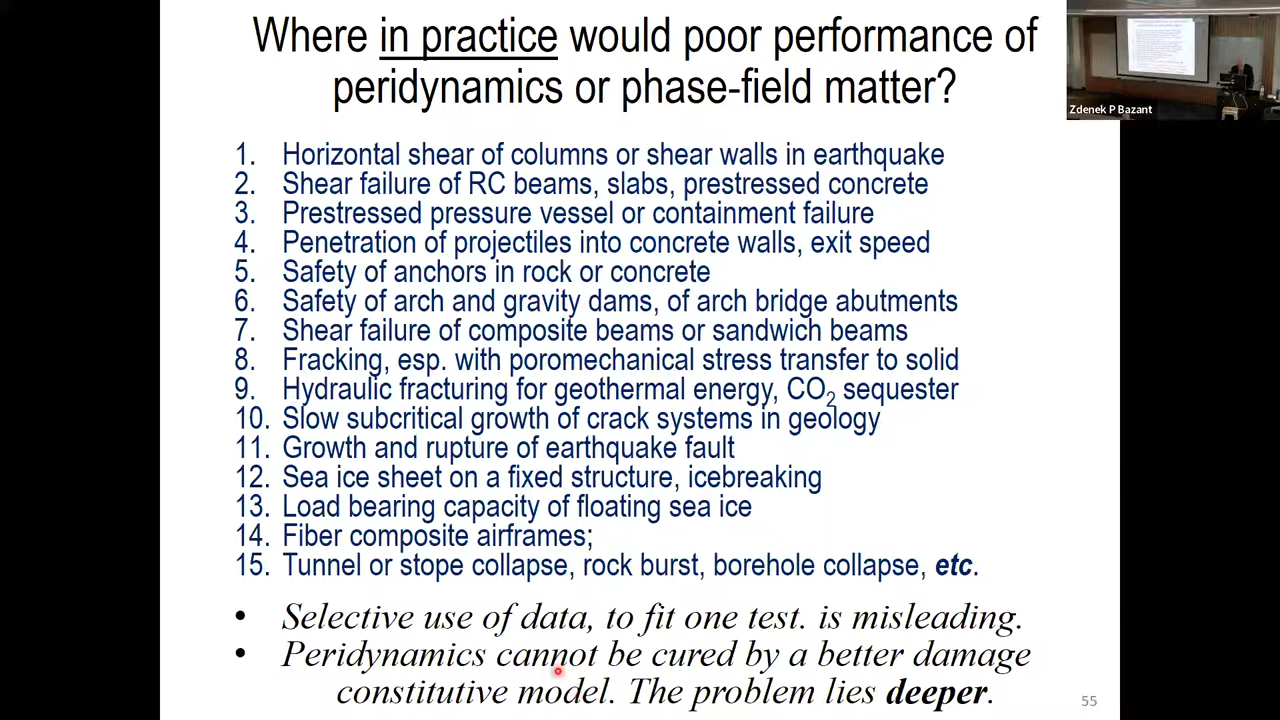 Where in practice would poor performance of
peridynamics or phase-field matter?
Zdenek P Bazant
1. Horizontal shear of columns or shear walls in earthquake
2. Shear failure of RC beams, slabs, prestressed concrete
3. Prestressed pressure vessel or containment failure
4. Penetration of projectiles into concrete walls, exit speed
5. Safety of anchors in rock or concrete
6. Safety of arch and gravity dams, of arch bridge abutments
7. Shear failure of composite beams or sandwich beams
8. Fracking, esp. with poromechanical stress transfer to solid
9. Hydraulic fracturing for geothermal energy, CO₂ sequester
10. Slow subcritical growth of crack systems in geology
11. Growth and rupture of earthquake fault
12. Sea ice sheet on a fixed structure, icebreaking
13. Load bearing capacity of floating sea ice
14. Fiber composite airframes;
15. Tunnel or stope collapse, rock burst, borehole collapse, etc.
• Selective use of data, to fit one test. is misleading.
• Peridynamics cannot be cured by a better damage
constitutive model. The problem lies deeper.
55